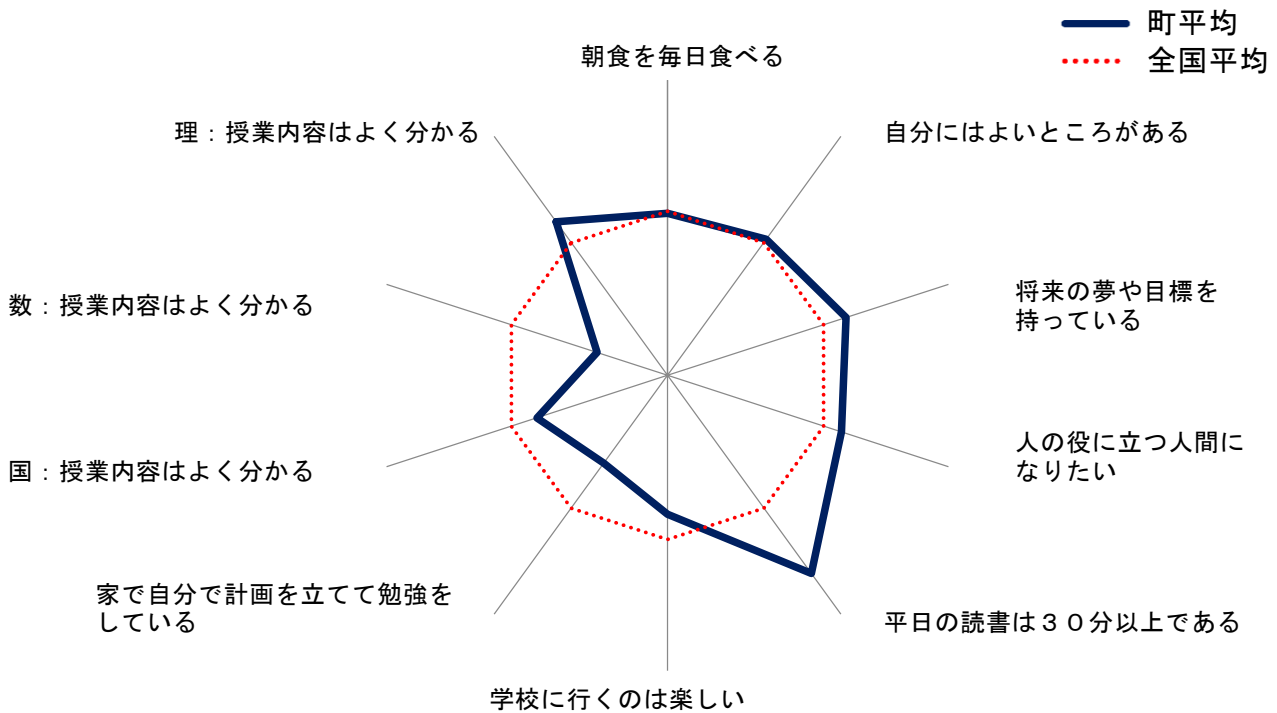 町平均
全国平均
朝食を毎日食べる
理：授業内容はよく分かる
自分にはよいところがある
数：授業内容はよく分かる
将来の夢や目標を
持っている
国：授業内容はよく分かる
人の役に立つ人間に
なりたい
家で自分で計画を立てて勉強を
している
平日の読書は３０分以上である
学校に行くのは楽しい